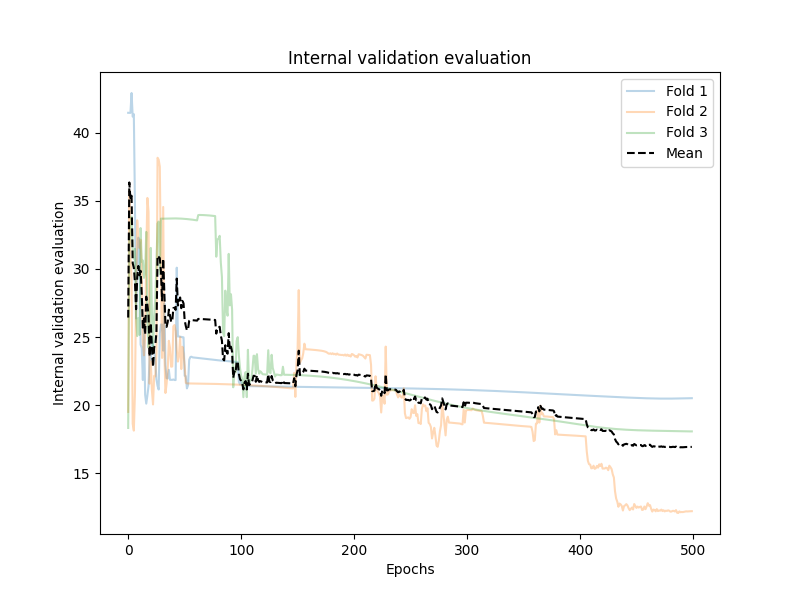 Internal validation evaluation
Fold 1
Fold 2
Fold 3
Mean
Internal validation evaluation
40
35
30
25
20
15
0 100 200 300 400 500
Epochs